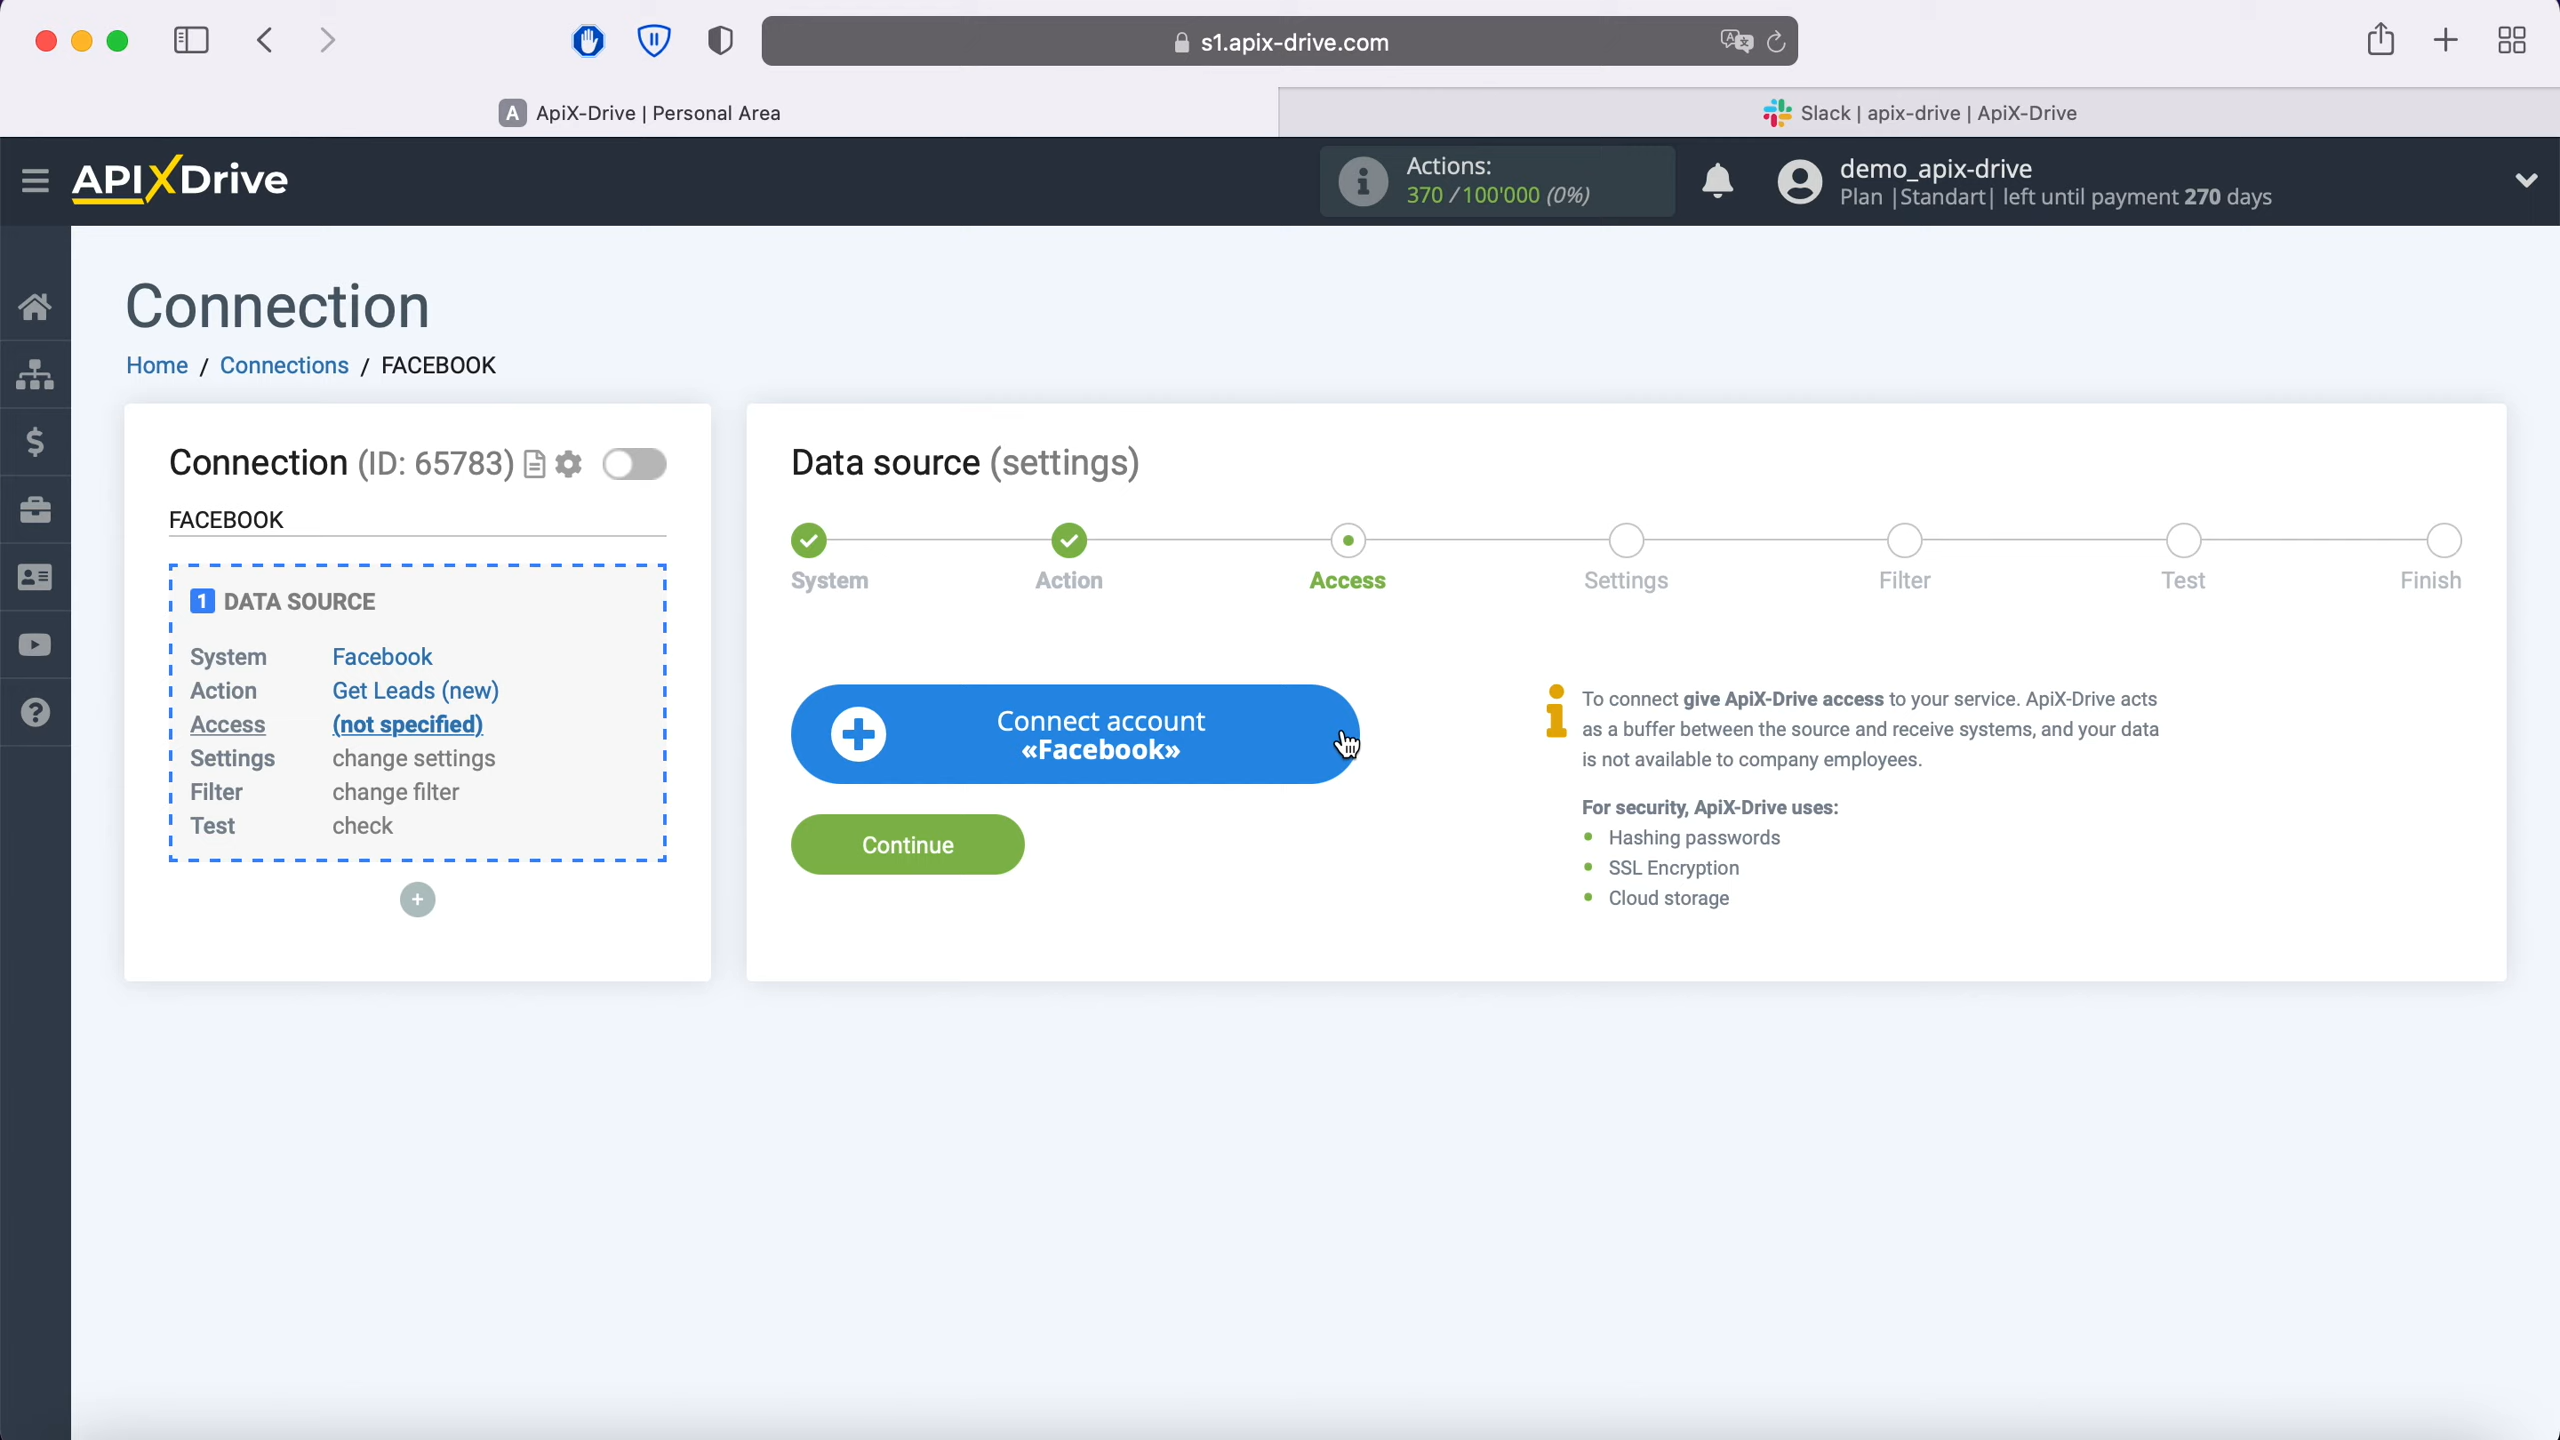 s1.apix-drive.com
A ApiX-Drive | Personal Area
Slack | apix-drive | ApiX-Drive
APIXDrive
Actions:
370 / 100'000 (0%)
demo_apix-drive
Plan |Standart| left until payment 270 days
Connection
Home / Connections / FACEBOOK
Connection (ID: 65783)
FACEBOOK
1 DATA SOURCE
System Facebook
Action Get Leads (new)
Access (not specified)
Settings change settings
Filter change filter
Test check
Data source (settings)
System Action Access Settings Filter Test Finish
Connect account
«Facebook»
Continue
To connect give ApiX-Drive access to your service. ApiX-Drive acts
as a buffer between the source and receive systems, and your data
is not available to company employees.
For security, ApiX-Drive uses:
Hashing passwords
SSL Encryption
Cloud storage